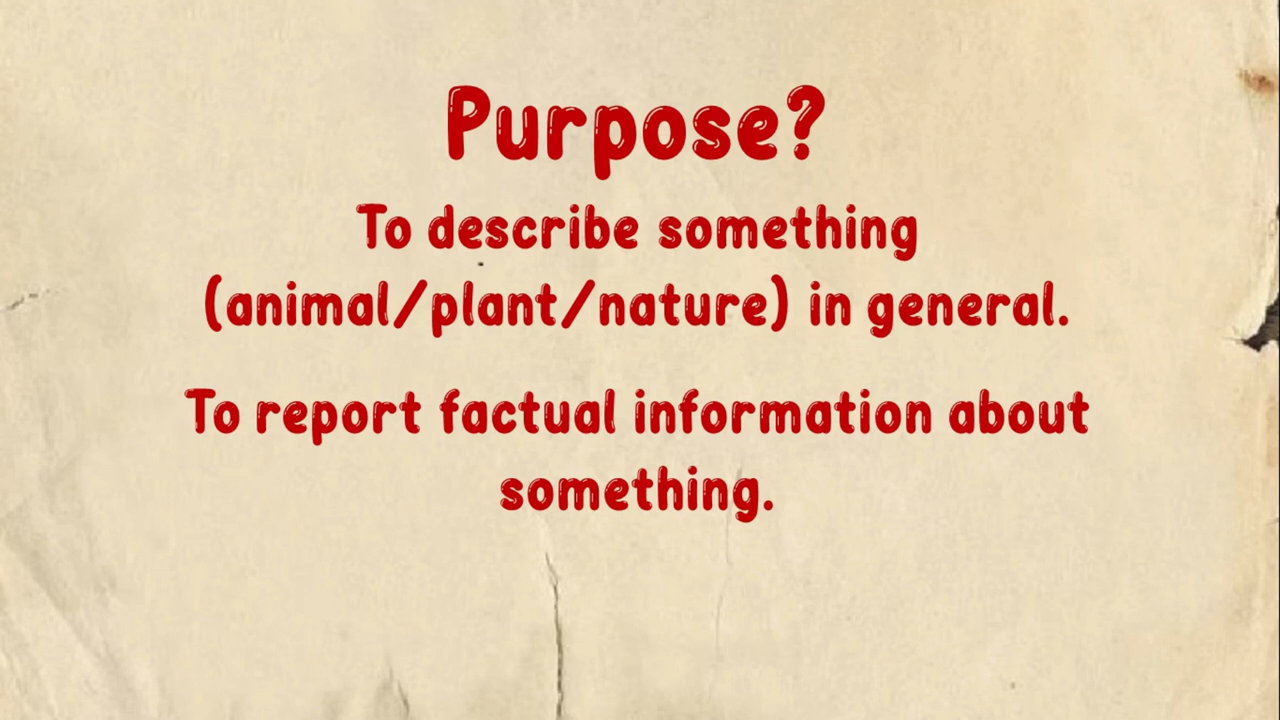 Purpose?
To describe something
(animal/plant/nature) in general.
To report factual information about
something.